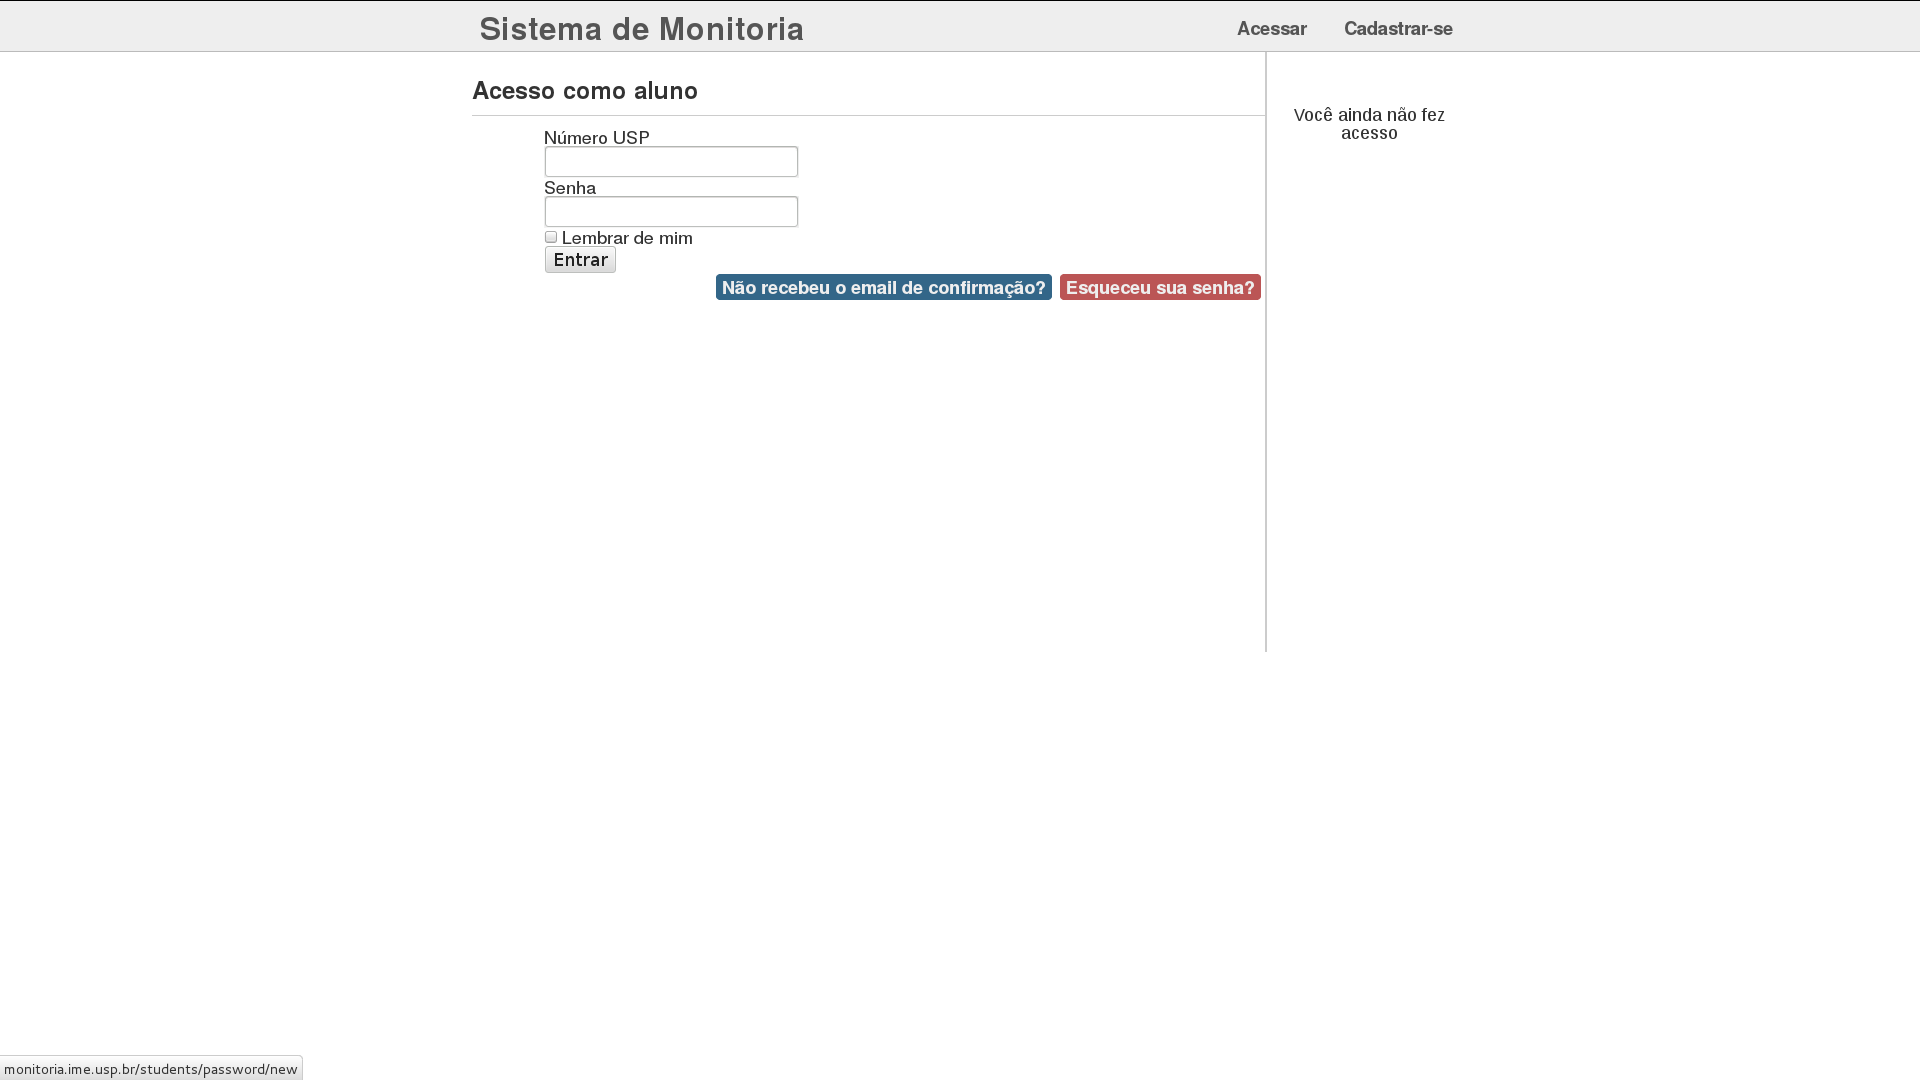 Sistema de Monitoria
Acessar
Cadastrar-se
Acesso como aluno
Número USP
Senha
Lembrar de mim
Entrar
Não recebeu o email de confirmação?
Esqueceu sua senha?
Você ainda não fez
acesso
monitoria.ime.usp.br/students/password/new